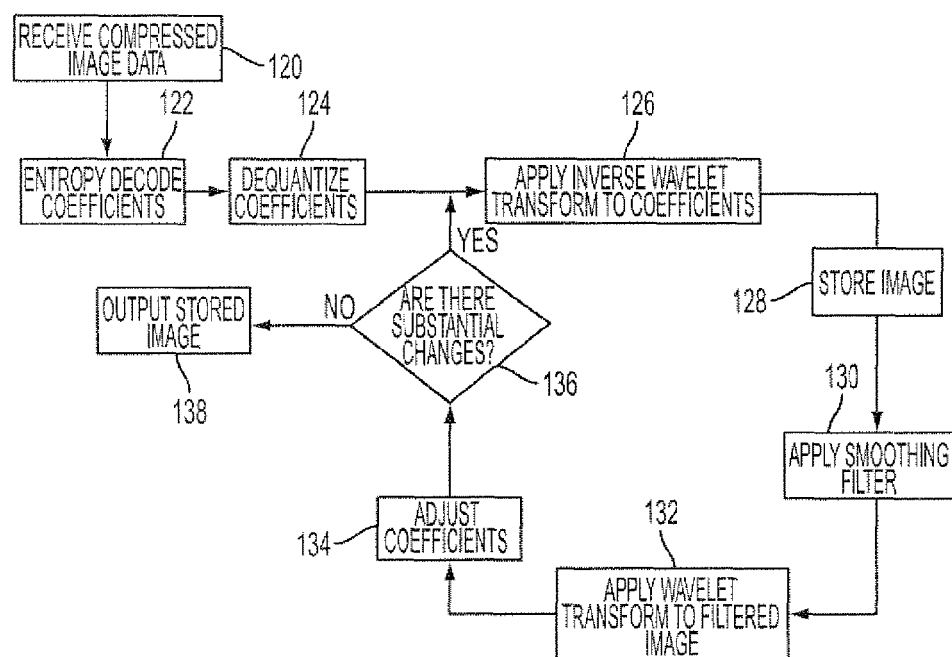 RECEIVE COMPRESSED
IMAGE DATA
120
122
ENTROPY DECODE
COEFFICIENTS
124
DEQUANTIZE
COEFFICIENTS
126
APPLY INVERSE WAVELET
TRANSFORM TO COEFFICIENTS
YES
STORE IMAGE
128
ARE THERE
SUBSTANTIAL
CHANGES?
136
NO
OUTPUT STORED
IMAGE
138
130
APPLY SMOOTHING
FILTER
132
APPLY WAVELET
TRANSFORM TO FILTERED
IMAGE
ADJUST
COEFFICIENTS
134